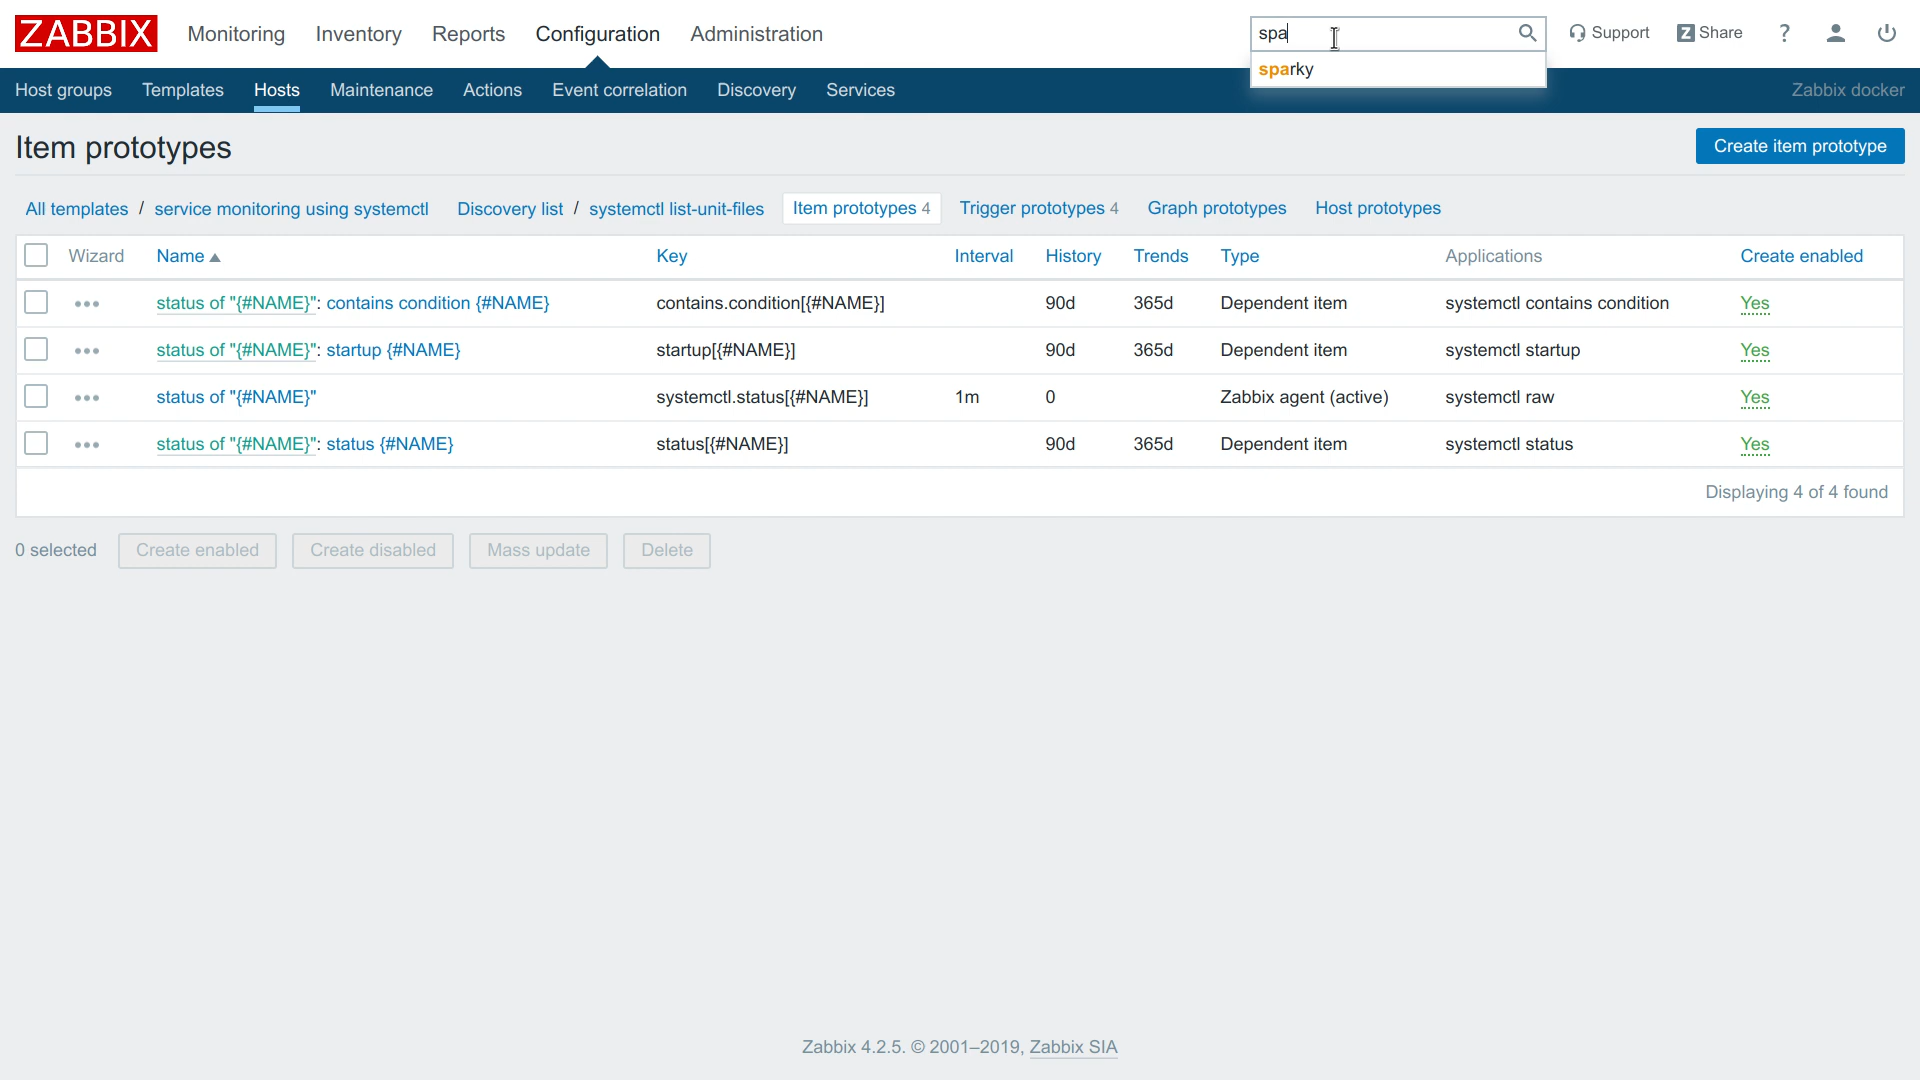 ZABBIX Monitoring Inventory Reports Configuration Administration spa Support Z Share ?
sparky
Host groups Templates Hosts Maintenance Actions Event correlation Discovery Services Zabbix docker
Item prototypes Create item prototype
All templates / service monitoring using systemctl Discovery list / systemctl list-unit-files Item prototypes 4 Trigger prototypes 4 Graph prototypes Host prototypes
Wizard Name Key Interval History Trends Type Applications Create enabled
status of "{#NAME}": contains condition {#NAME} contains.condition[{#NAME}] 90d 365d Dependent item systemctl contains condition Yes
status of "{#NAME}": startup {#NAME} startup[{#NAME}] 90d 365d Dependent item systemctl startup Yes
status of "{#NAME}" systemctl.status[{#NAME}] 1m 0 Zabbix agent (active) systemctl raw Yes
status of "{#NAME}": status {#NAME} status[{#NAME}] 90d 365d Dependent item systemctl status Yes
Displaying 4 of 4 found
0 selected Create enabled Create disabled Mass update Delete
Zabbix 4.2.5. © 2001–2019, Zabbix SIA